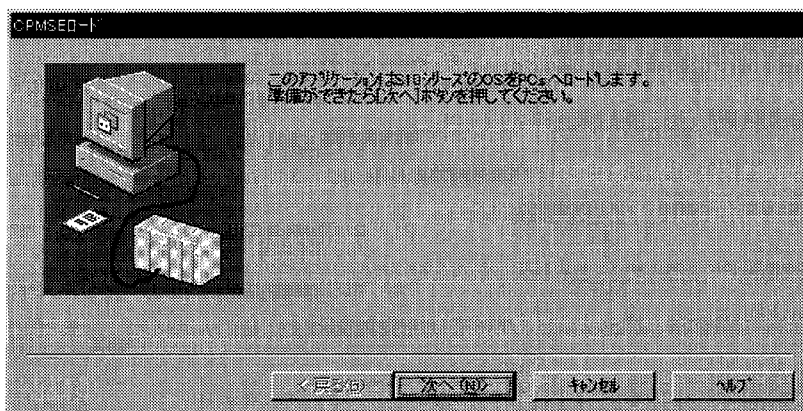 CPMSEﾛｰﾄﾞ
このｱﾌﾟﾘｹｰｼｮﾝはS10ｼﾘｰｽﾞのOSをPCsへﾛｰﾄﾞします。
準備ができたら[次へ]ﾎﾞﾀﾝを押してください。
< 戻る(B)
次へ(N) >
ｷｬﾝｾﾙ
ﾍﾙﾌﾟ